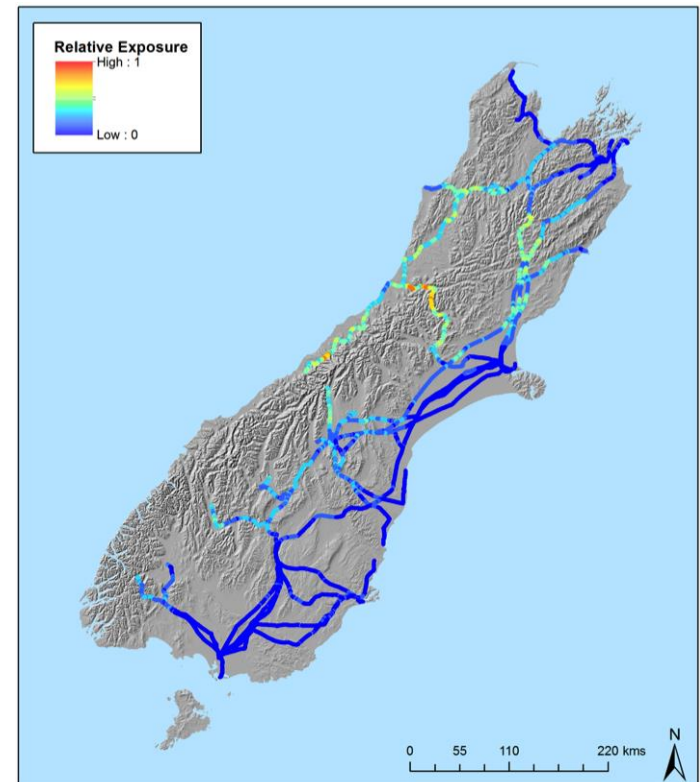 Relative Exposure
High : 1
Low : 0
N
0 55 110 220 kms